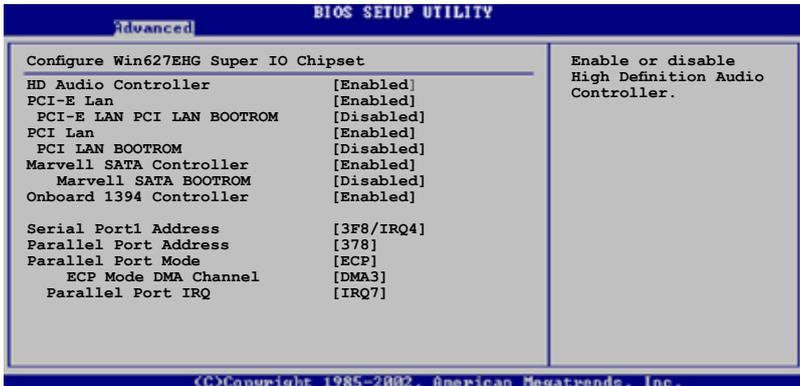 BIOS SETUP UTILITY
Advanced
Configure Win627EHG Super IO Chipset
HD Audio Controller [Enabled]
PCI-E Lan [Enabled]
PCI-E LAN PCI LAN BOOTROM [Disabled]
PCI Lan [Enabled]
PCI LAN BOOTROM [Disabled]
Marvell SATA Controller [Enabled]
Marvell SATA BOOTROM [Disabled]
Onboard 1394 Controller [Enabled]
Serial Port1 Address [3F8/IRQ4]
Parallel Port Address [378]
Parallel Port Mode [ECP]
ECP Mode DMA Channel [DMA3]
Parallel Port IRQ [IRQ7]
Enable or disable
High Definition Audio
Controller.
(C)Copyright 1985-2002, American Megatrends, Inc.